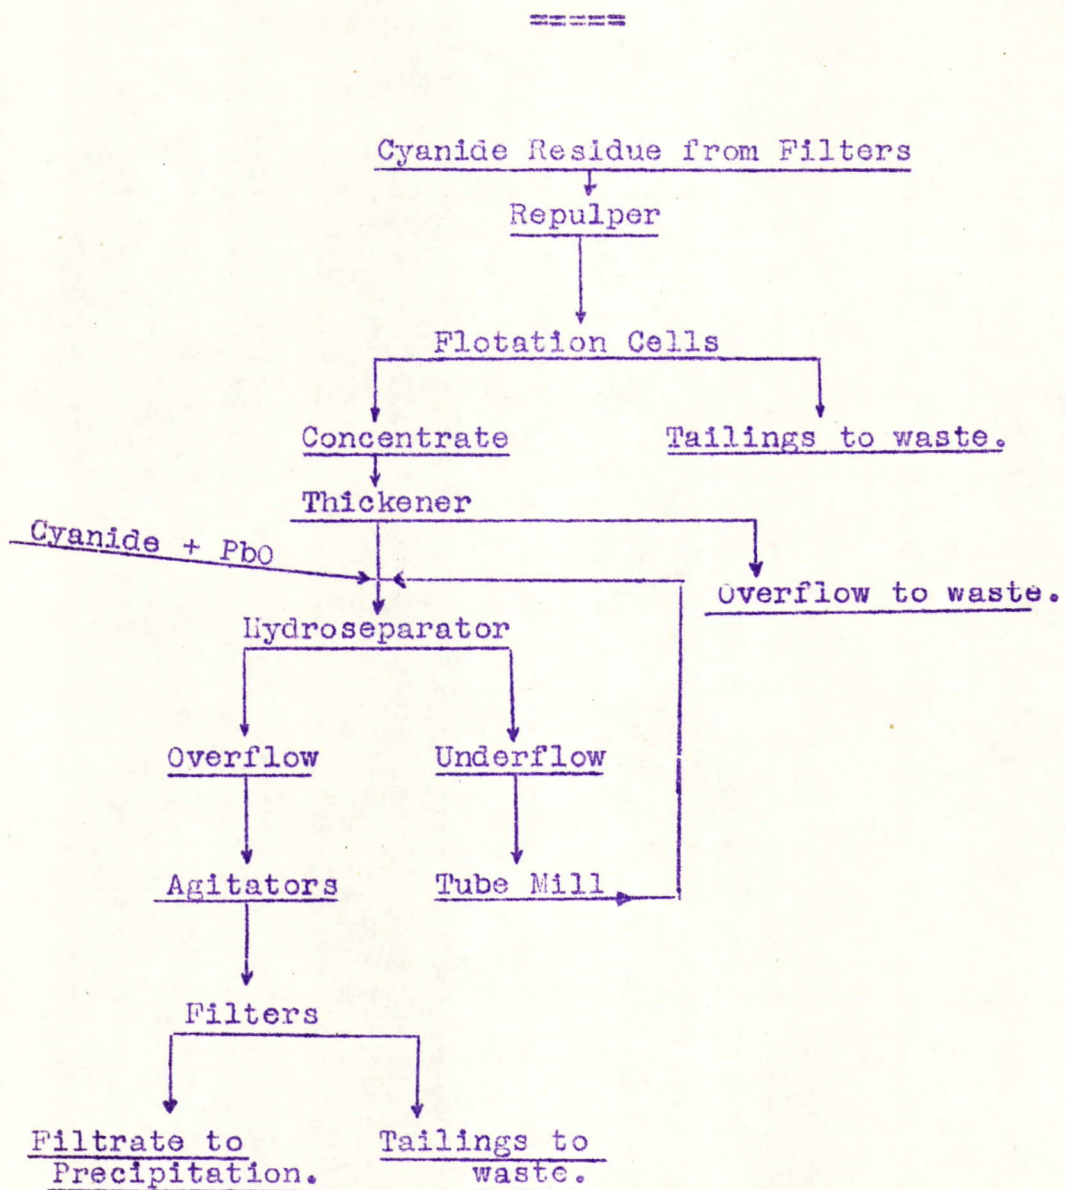 =====
Cyanide Residue from Filters
Repulper
Flotation Cells
Concentrate
Tailings to waste.
Thickener
Cyanide + PbO
Overflow to waste.
Hydroseparator
Overflow
Underflow
Agitators
Tube Mill
Filters
Filtrate to
Precipitation.
Tailings to
waste.